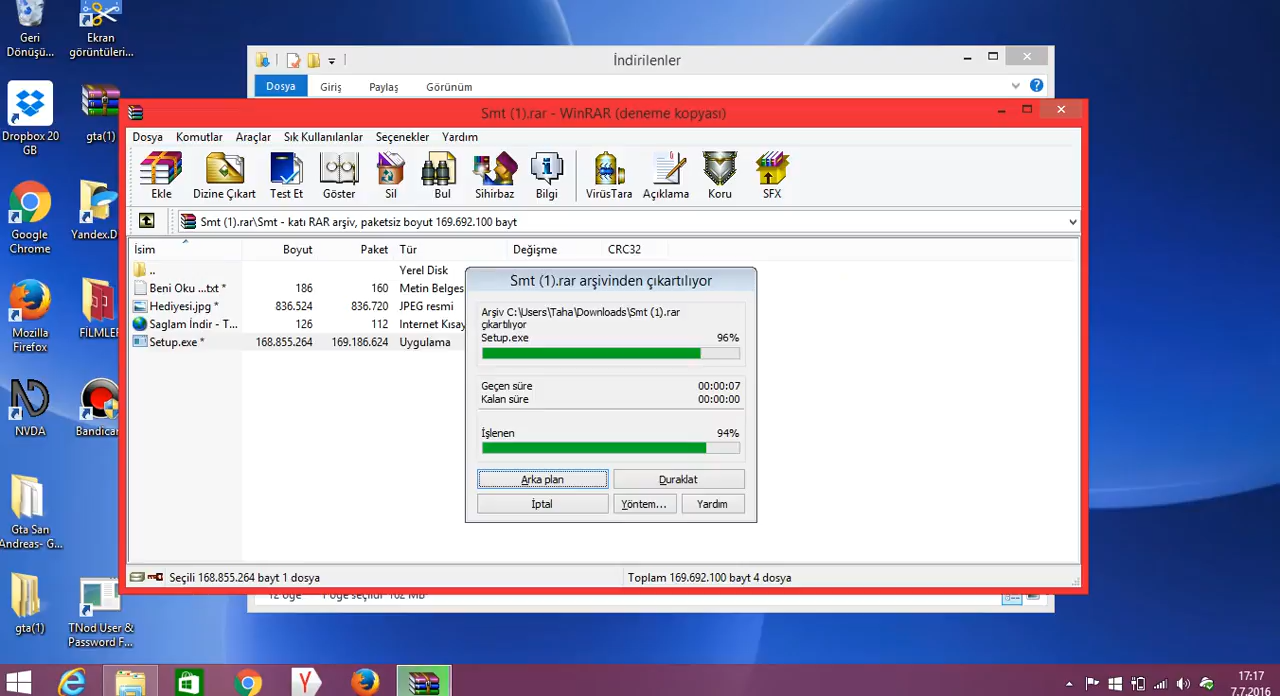 Geri
Dönüşü...
Ekran
görüntüleri...
Dropbox 20
GB
gta(1)
Google
Chrome
Yandex.D
Mozilla
Firefox
FİLMLER
NVDA
Bandicam
Gta San
Andreas- G...
gta(1)
TNod User &
Password F...
İndirilenler
Dosya
Giriş
Paylaş
Görünüm
Smt (1).rar - WinRAR (deneme kopyası)
Dosya Komutlar Araçlar Sık Kullanılanlar Seçenekler Yardım
Ekle Dizine Çıkart Test Et Göster Sil Bul Sihirbaz Bilgi VirüsTara Açıklama Koru SFX
Smt (1).rar\Smt - katı RAR arşiv, paketsiz boyut 169.692.100 bayt
İsim Boyut Paket Tür Değişme CRC32
.. Yerel Disk
Beni Oku ...txt * 186 160 Metin Belges
Hediyesi.jpg * 836.524 836.720 JPEG resmi
Saglam İndir - T... 126 112 Internet Kısay
Setup.exe * 168.855.264 169.186.624 Uygulama
Smt (1).rar arşivinden çıkartılıyor
Arşiv C:\Users\Taha\Downloads\Smt (1).rar
çıkartılıyor
Setup.exe 96%
Geçen süre 00:00:07
Kalan süre 00:00:00
İşlenen 94%
Arka plan Duraklat
İptal Yöntem... Yardım
Seçili 168.855.264 bayt 1 dosya Toplam 169.692.100 bayt 4 dosya
12 öge 1 öge seçildi 162 MB
17:17
7.7.2016